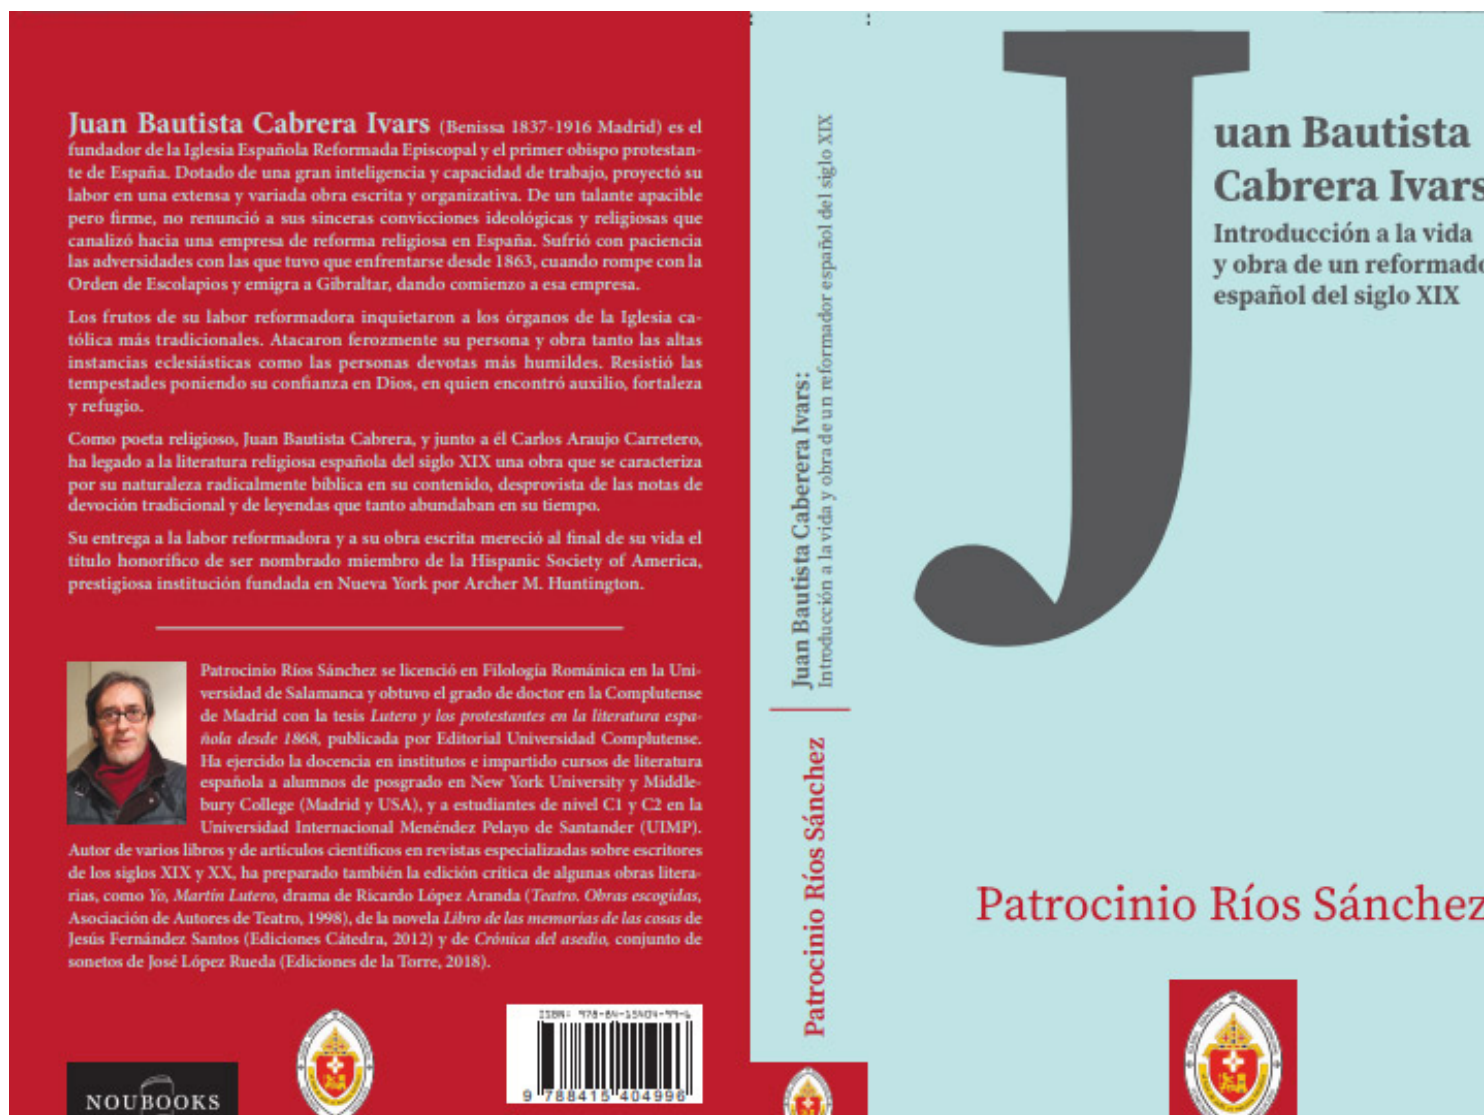 Juan Bautista Cabrera Ivars (Benissa 1837-1916 Madrid) es el
fundador de la Iglesia Española Reformada Episcopal y el primer obispo protestan-
te de España. Dotado de una gran inteligencia y capacidad de trabajo, proyectó su
labor en una extensa y variada obra escrita y organizativa. De un talante apacible
pero firme, no renunció a sus sinceras convicciones ideológicas y religiosas que
canalizó hacia una empresa de reforma religiosa en España. Sufrió con paciencia
las adversidades con las que tuvo que enfrentarse desde 1863, cuando rompe con la
Orden de Escolapios y emigra a Gibraltar, dando comienzo a esa empresa.
Los frutos de su labor reformadora inquietaron a los órganos de la Iglesia ca-
tólica más tradicionales. Atacaron ferozmente su persona y obra tanto las altas
instancias eclesiásticas como las personas devotas más humildes. Resistió las
tempestades poniendo su confianza en Dios, en quien encontró auxilio, fortaleza
y refugio.
Como poeta religioso, Juan Bautista Cabrera, y junto a él Carlos Araujo Carretero,
ha legado a la literatura religiosa española del siglo XIX una obra que se caracteriza
por su naturaleza radicalmente bíblica en su contenido, desprovista de las notas de
devoción tradicional y de leyendas que tanto abundaban en su tiempo.
Su entrega a la labor reformadora y a su obra escrita mereció al final de su vida el
título honorífico de ser nombrado miembro de la Hispanic Society of America,
prestigiosa institución fundada en Nueva York por Archer M. Huntington.
Patrocinio Ríos Sánchez se licenció en Filología Románica en la Uni-
versidad de Salamanca y obtuvo el grado de doctor en la Complutense
de Madrid con la tesis Lutero y los protestantes en la literatura espa-
ñola desde 1868, publicada por Editorial Universidad Complutense.
Ha ejercido la docencia en institutos e impartido cursos de literatura
española a alumnos de posgrado en New York University y Middle-
bury College (Madrid y USA), y a estudiantes de nivel C1 y C2 en la
Universidad Internacional Menéndez Pelayo de Santander (UIMP).
Autor de varios libros y de artículos científicos en revistas especializadas sobre escritores
de los siglos XIX y XX, ha preparado también la edición crítica de algunas obras litera-
rias, como Yo, Martín Lutero, drama de Ricardo López Aranda (Teatro. Obras escogidas,
Asociación de Autores de Teatro, 1998), de la novela Libro de las memorias de las cosas de
Jesús Fernández Santos (Ediciones Cátedra, 2012) y de Crónica del asedio, conjunto de
sonetos de José López Rueda (Ediciones de la Torre, 2018).
NOUBOOKS
ISBN: 978-84-15404-99-6
9 788415 404996
Juan Bautista Caberera Ivars:
Introducción a la vida y obra de un reformador español del siglo XIX
Patrocinio Ríos Sánchez
Juan Bautista
Cabrera Ivars
Introducción a la vida
y obra de un reformado
español del siglo XIX
Patrocinio Ríos Sánchez